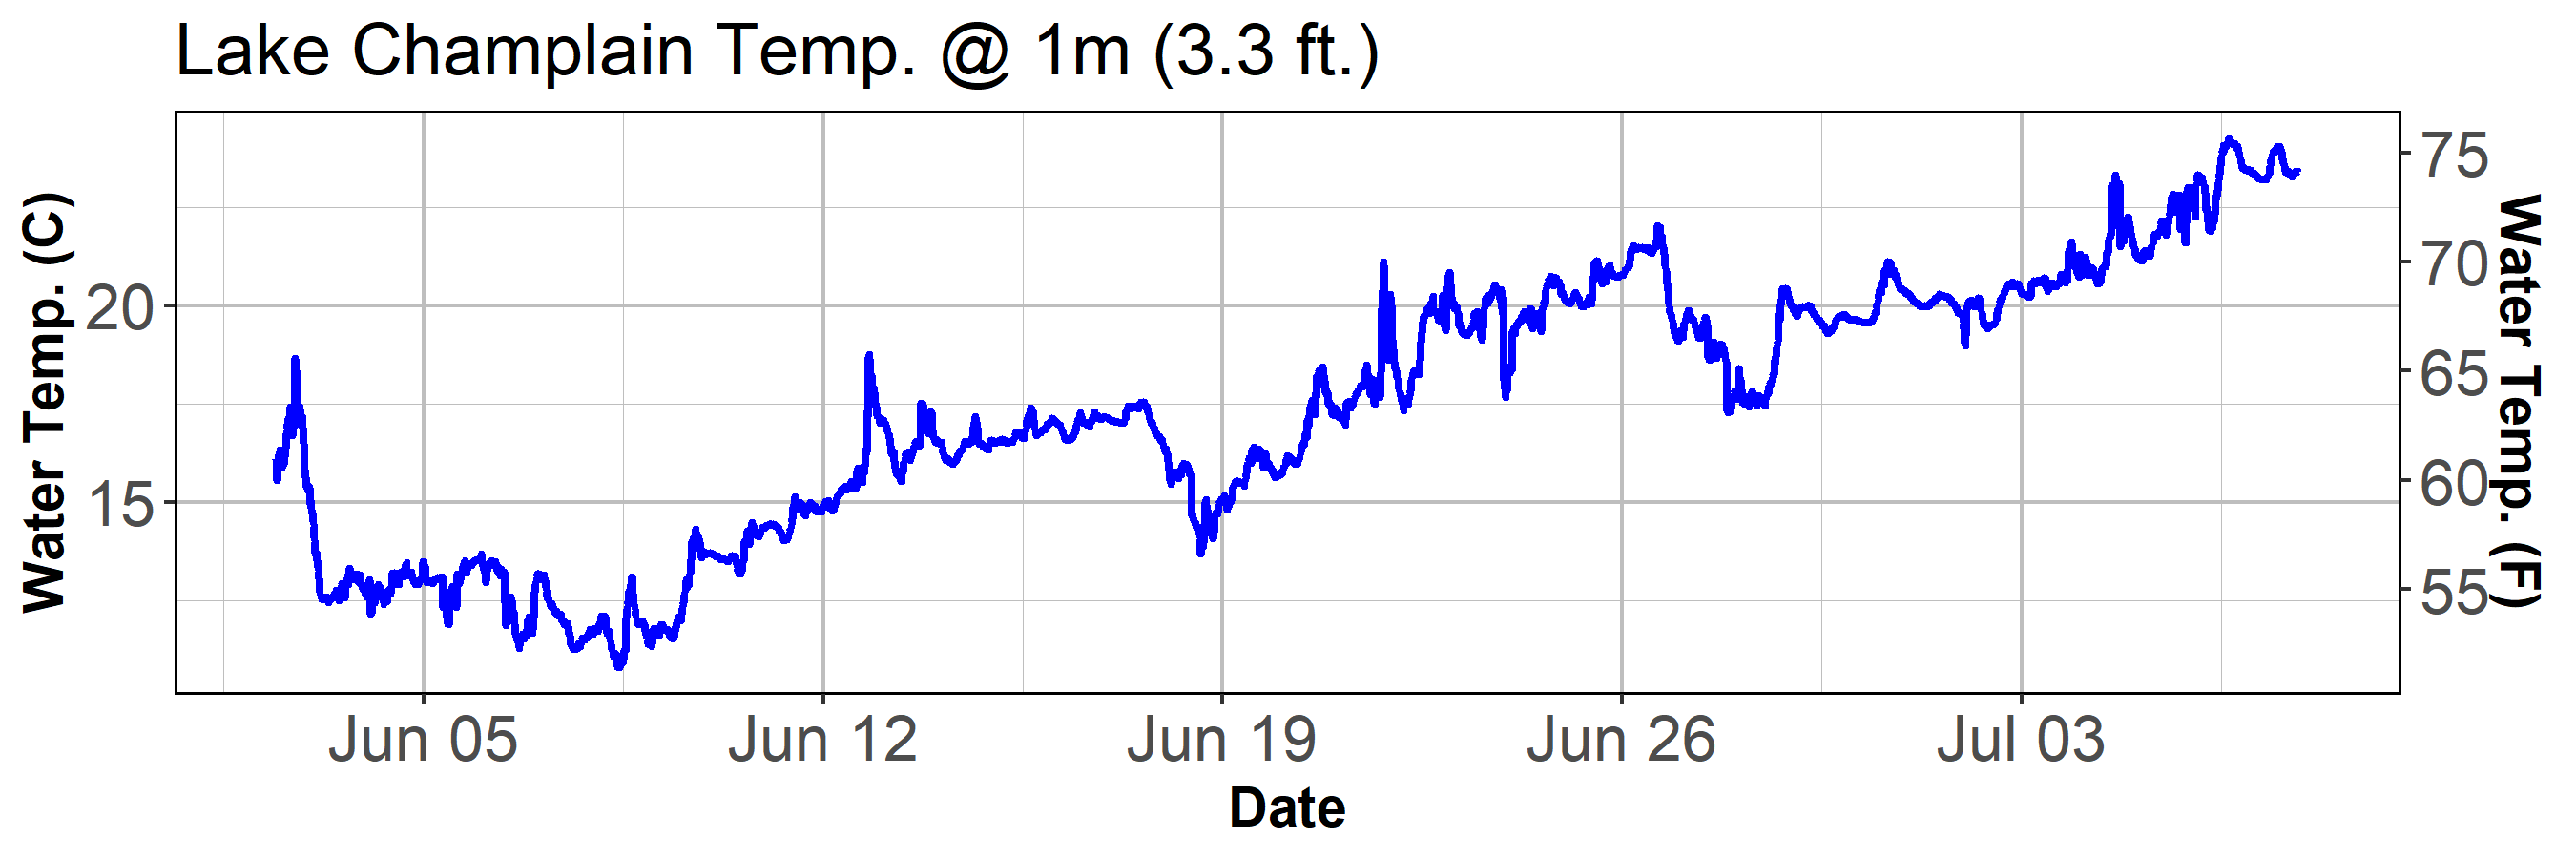 Lake Champlain Temp. @ 1m (3.3 ft.)
Water Temp. (C)
20
15
75
70
65
60
55
Water Temp. (F)
Jun 05 Jun 12 Jun 19 Jun 26 Jul 03
Date